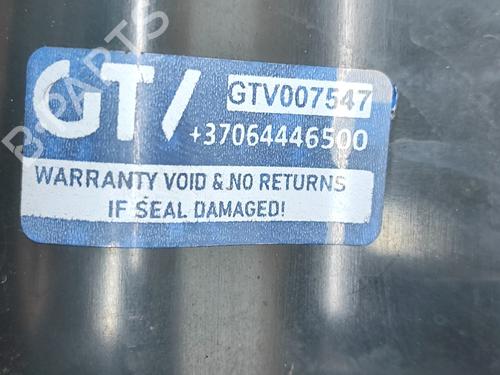 B-PARTS
GT/
GTV007547
+37064446500
WARRANTY VOID & NO RETURNS
IF SEAL DAMAGED!